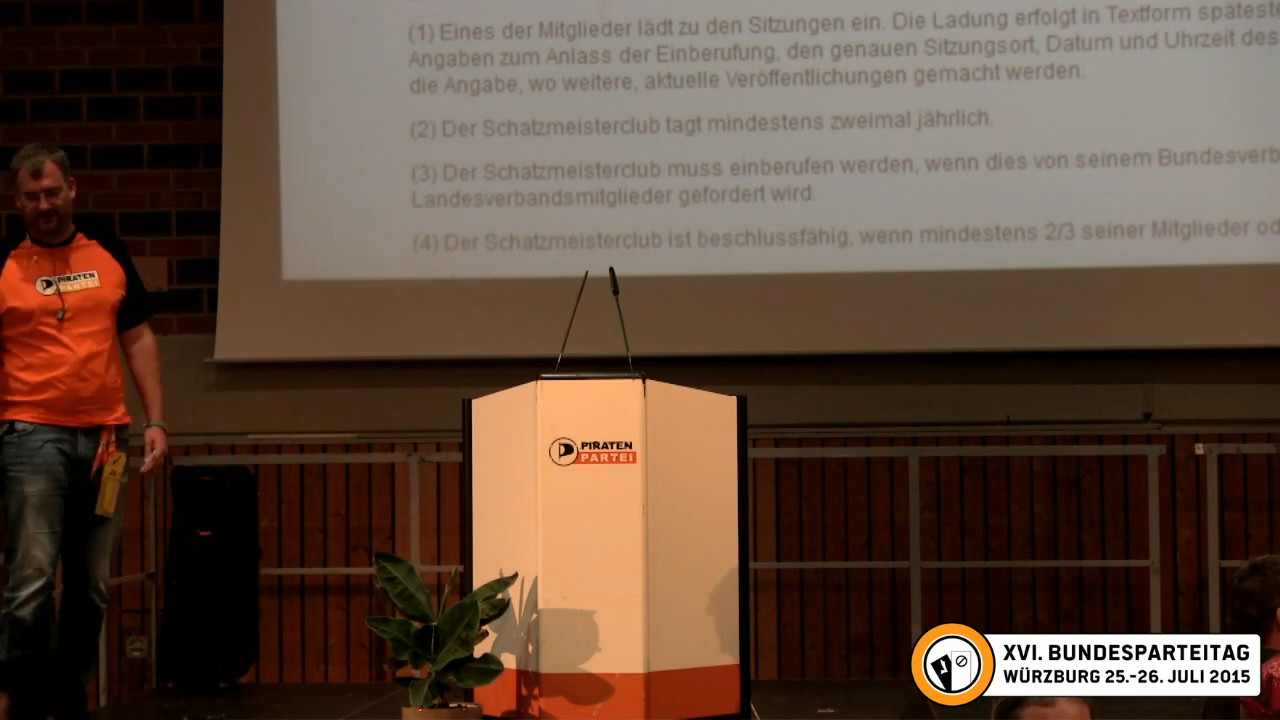 (1) Eines der Mitglieder lädt zu den Sitzungen ein. Die Ladung erfolgt in Textform
Angaben zum Anlass der Einberufung, den genauen Sitzungsort, Datum und Uhrzeit des
die Angabe, wo weitere, aktuelle Veröffentlichungen gemacht werden.
(2) Der Schatzmeisterclub tagt mindestens zweimal jährlich.
(3) Der Schatzmeisterclub muss einberufen werden, wenn dies von seinem
Landesverbandsmitglieder gefordert wird.
(4) Der Schatzmeisterclub ist beschlussfähig, wenn mindestens 2/3 seiner Mitglieder
PIRATEN
PARTEI
PIRATEN
PARTEI
XVI. BUNDESPARTEITAG
WÜRZBURG 25.-26. JULI 2015